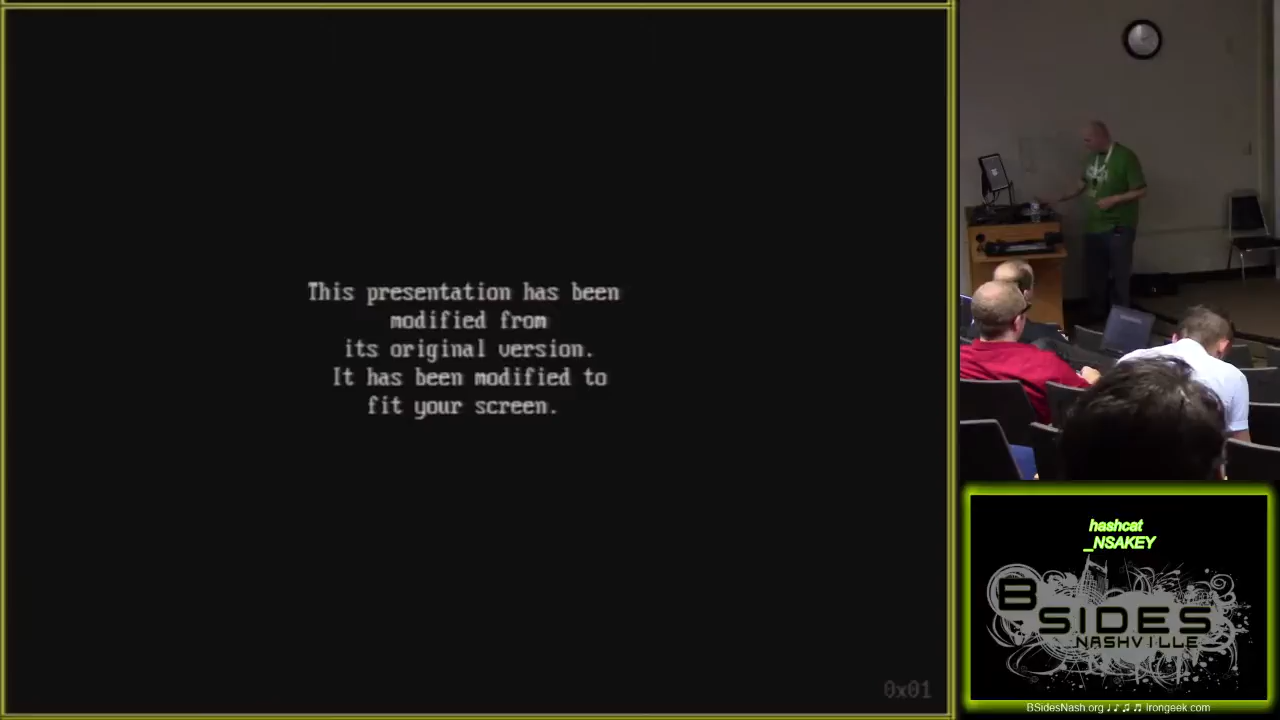 This presentation has been
modified from
its original version.
It has been modified to
fit your screen.
0x01
hashcat
_NSAKEY
BSIDES
NASHVILLE
BSidesNash.org ♩ ♪ ♫ ♬ Irongeek.com